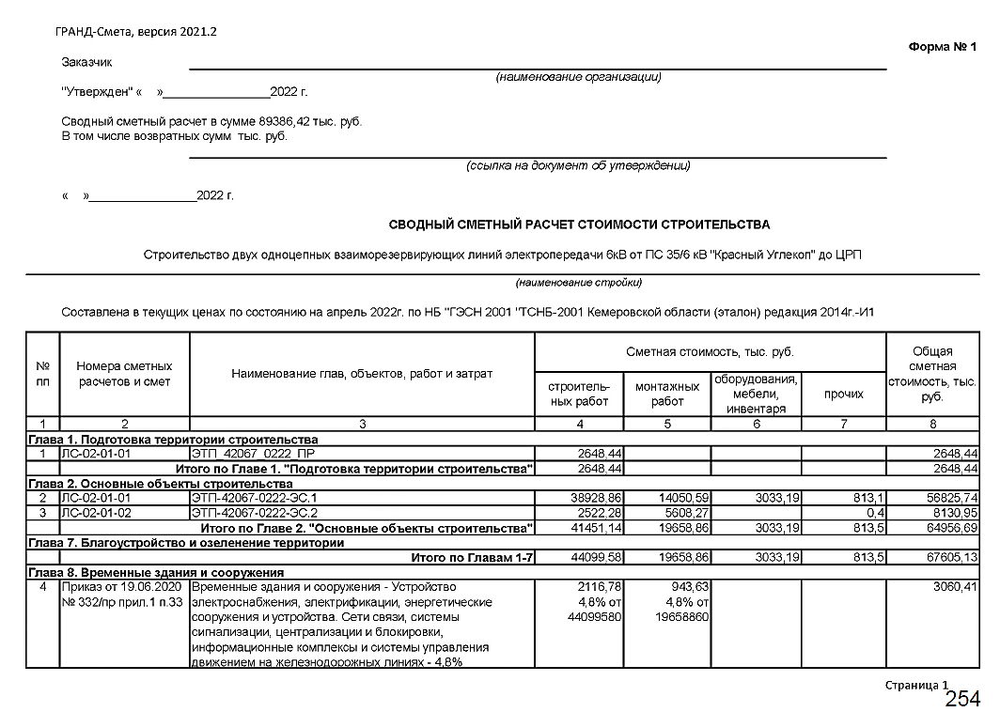 ГРАНД-Смета, версия 2021.2
Форма № 1
Заказчик
(наименование организации)
"Утвержден" « »________________2022 г.
Сводный сметный расчет в сумме 89386,42 тыс. руб.
В том числе возвратных сумм тыс. руб.
(ссылка на документ об утверждении)
« »________________2022 г.
СВОДНЫЙ СМЕТНЫЙ РАСЧЕТ СТОИМОСТИ СТРОИТЕЛЬСТВА
Строительство двух одноцепных взаиморезервирующих линий электропередачи 6кВ от ПС 35/6 кВ "Красный Углекоп" до ЦРП
(наименование стройки)
Составлена в текущих ценах по состоянию на апрель 2022г. по НБ "ГЭСН 2001 "ТСНБ-2001 Кемеровской области (эталон) редакция 2014г.-И1
№ пп Номера сметных расчетов и смет Наименование глав, объектов, работ и затрат Сметная стоимость, тыс. руб. Общая сметная стоимость, тыс. руб.
строитель-ных работ монтажных работ оборудования, мебели, инвентаря прочих
1 2 3 4 5 6 7 8
Глава 1. Подготовка территории строительства
1 ЛС-02-01-01 ЭТП_42067_0222_ПР 2648,44 2648,44
Итого по Главе 1. "Подготовка территории строительства" 2648,44 2648,44
Глава 2. Основные объекты строительства
2 ЛС-02-01-01 ЭТП-42067-0222-ЭС.1 38928,86 14050,59 3033,19 813,1 56825,74
3 ЛС-02-01-02 ЭТП-42067-0222-ЭС.2 2522,28 5608,27 0,4 8130,95
Итого по Главе 2. "Основные объекты строительства" 41451,14 19658,86 3033,19 813,5 64956,69
Глава 7. Благоустройство и озеленение территории
Итого по Главам 1-7 44099,58 19658,86 3033,19 813,5 67605,13
Глава 8. Временные здания и сооружения
4 Приказ от 19.06.2020 Временные здания и сооружения - Устройство 2116,78 943,63 3060,41
№ 332/пр прил.1 п.33 электроснабжения, электрификации, энергетические 4,8% от 4,8% от
сооружения и устройства. Сети связи, системы 44099580 19658860
сигнализации, централизации и блокировки,
информационные комплексы и системы управления
движением на железнодорожных линиях - 4,8%
Страница 1
254